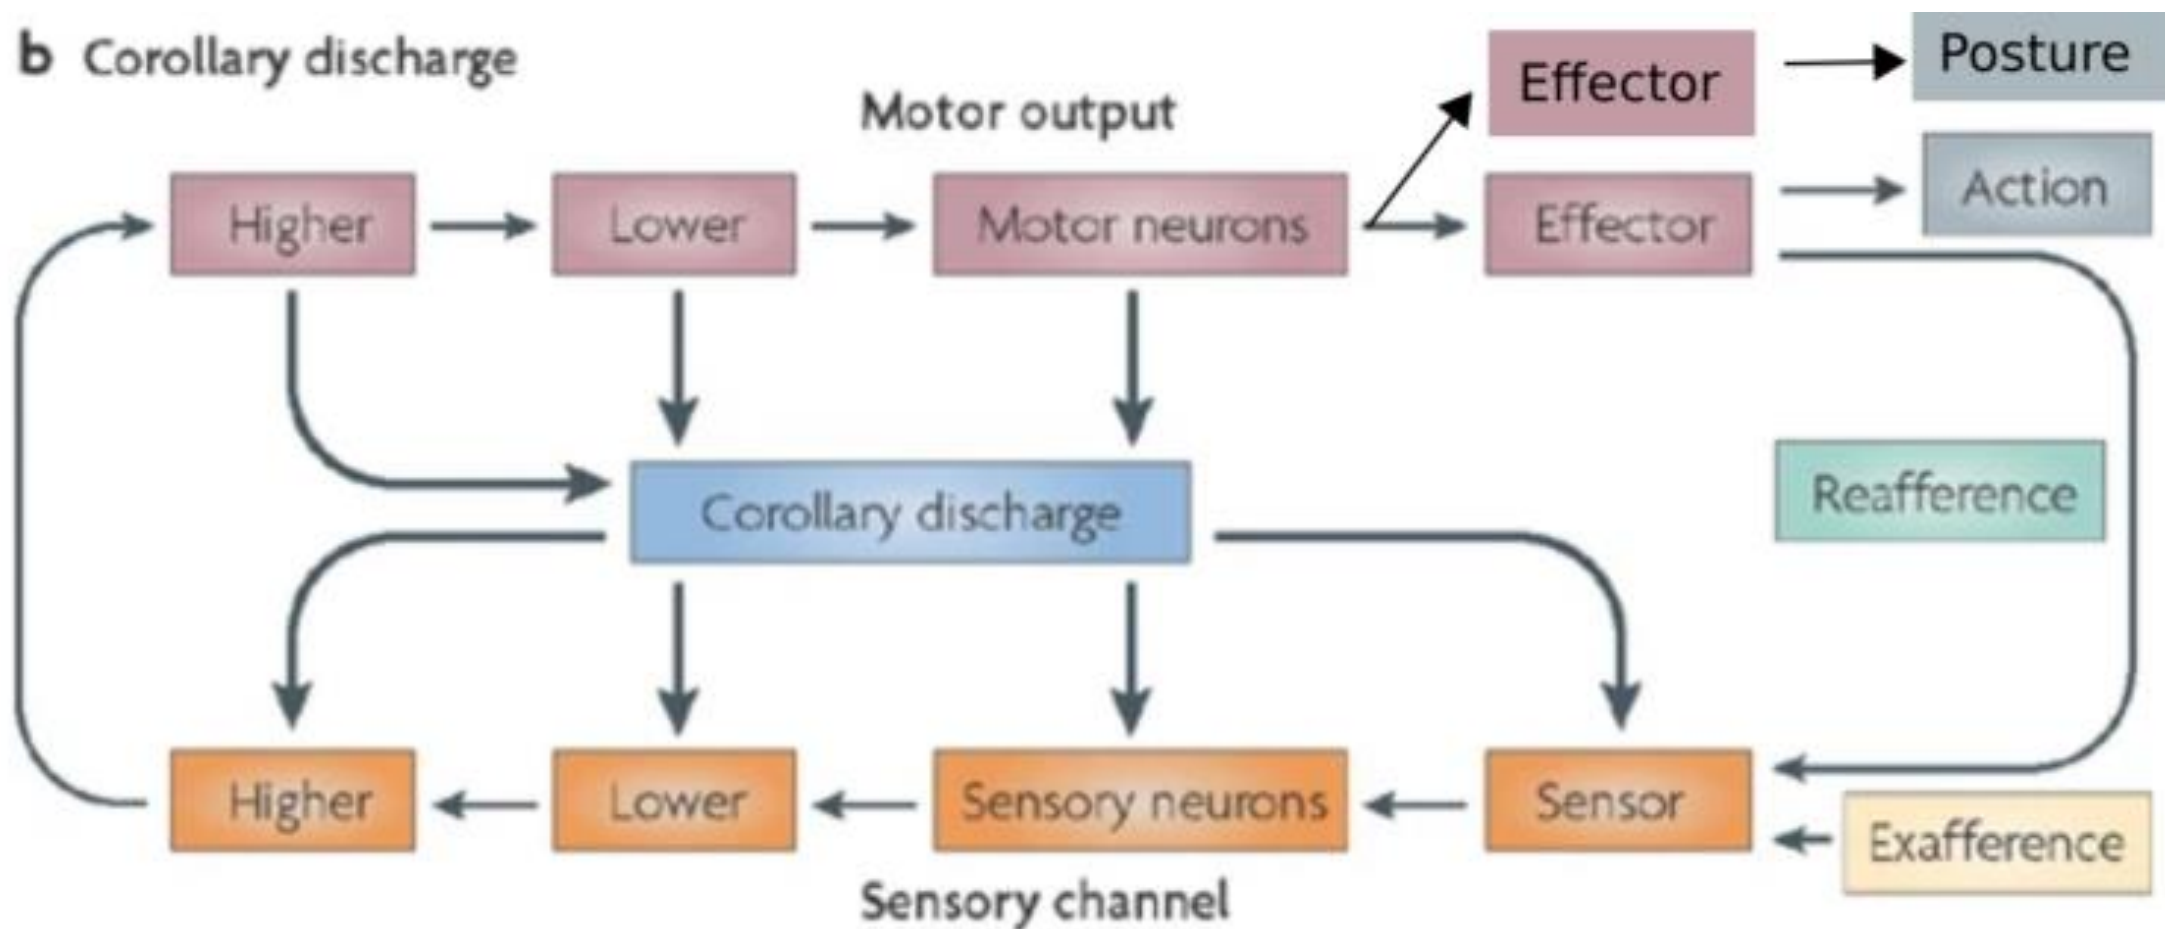 b Corollary discharge
Motor output
Effector
Posture
Higher
Lower
Motor neurons
Effector
Action
Corollary discharge
Reafference
Higher
Lower
Sensory neurons
Sensor
Exafference
Sensory channel